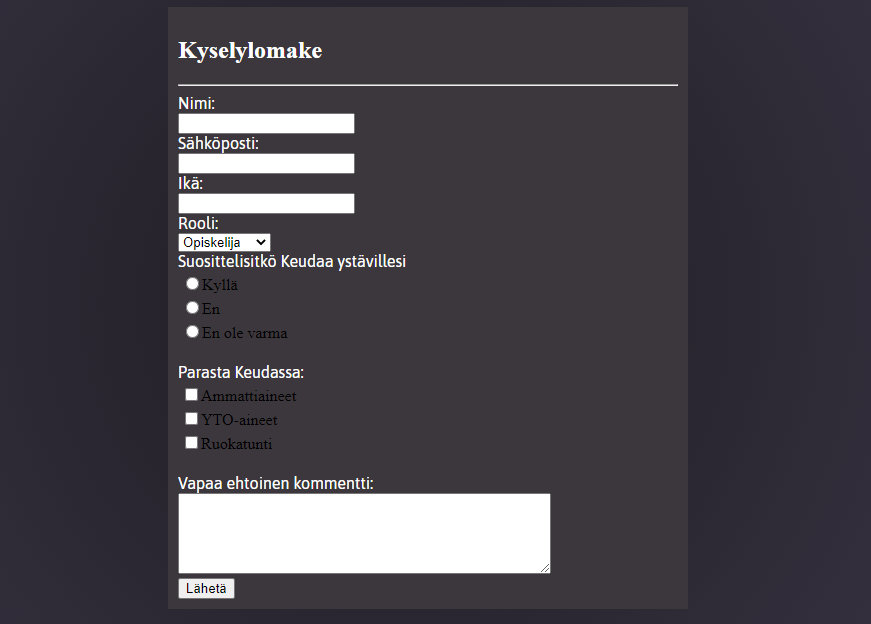 Kyselylomake
Nimi:
Sähköposti:
Ikä:
Rooli:
Opiskelija
Suosittelisitkö Keudaa ystävillesi
Kyllä
En
En ole varma
Parasta Keudassa:
Ammattiaineet
YTO-aineet
Ruokatunti
Vapaa ehtoinen kommentti:
Lähetä